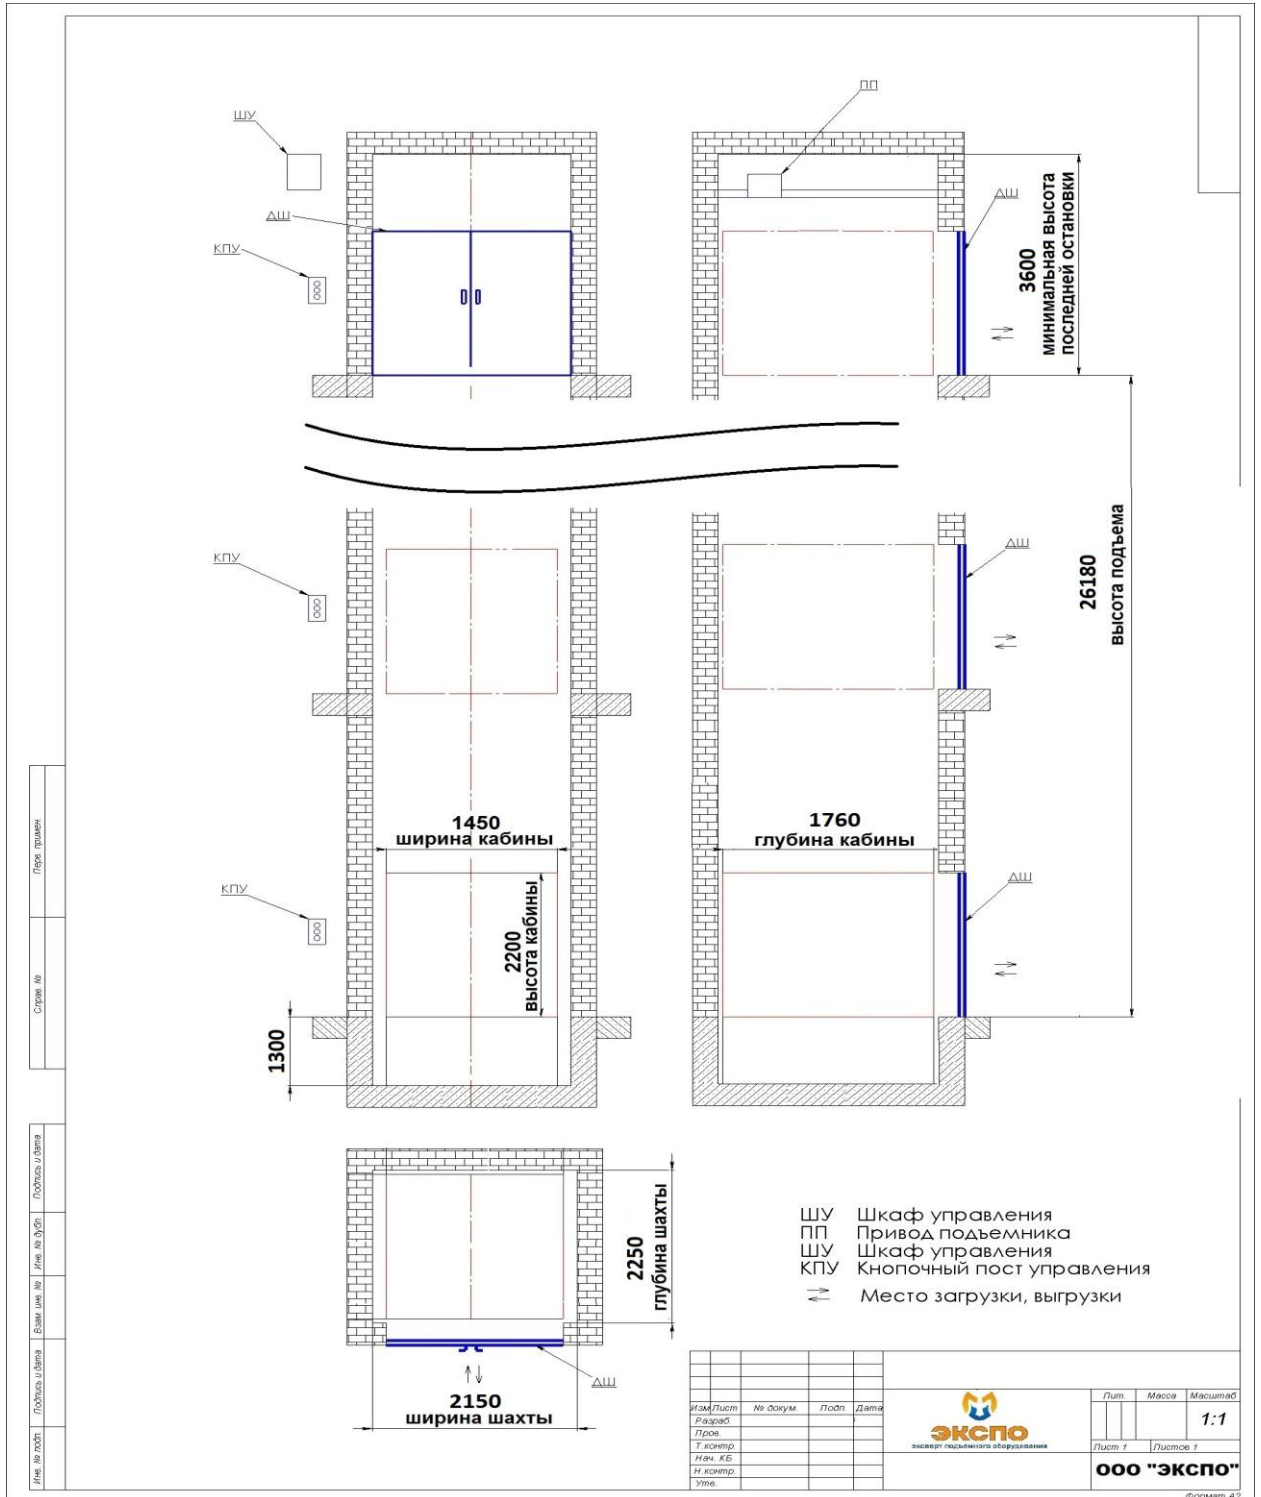 ПП
ШУ
ДШ
ДШ
КПУ
3600
минимальная высота
последней остановки
КПУ
ДШ
26180
высота подъема
1450
ширина кабины
1760
глубина кабины
КПУ
ДШ
2200
высота кабины
1300
2250
глубина шахты
ДШ
2150
ширина шахты
ШУ Шкаф управления
ПП Привод подъемника
ШУ Шкаф управления
КПУ Кнопочный пост управления
Место загрузки, выгрузки
Перв. примен.
Справ. №
Подпись и дата
Инв. № дубл.
Взам. инв. №
Подпись и дата
Инв. № подл.
Изм Лист № докум. Подп. Дата
Разраб.
Пров.
Т.контр.
Нач. КБ
Н.контр.
Утв.
ЭКСПО
эксперт подъемного оборудования
Лит. Масса Масштаб
1:1
Лист 1 Листов 1
ООО "ЭКСПО"
Формат А2